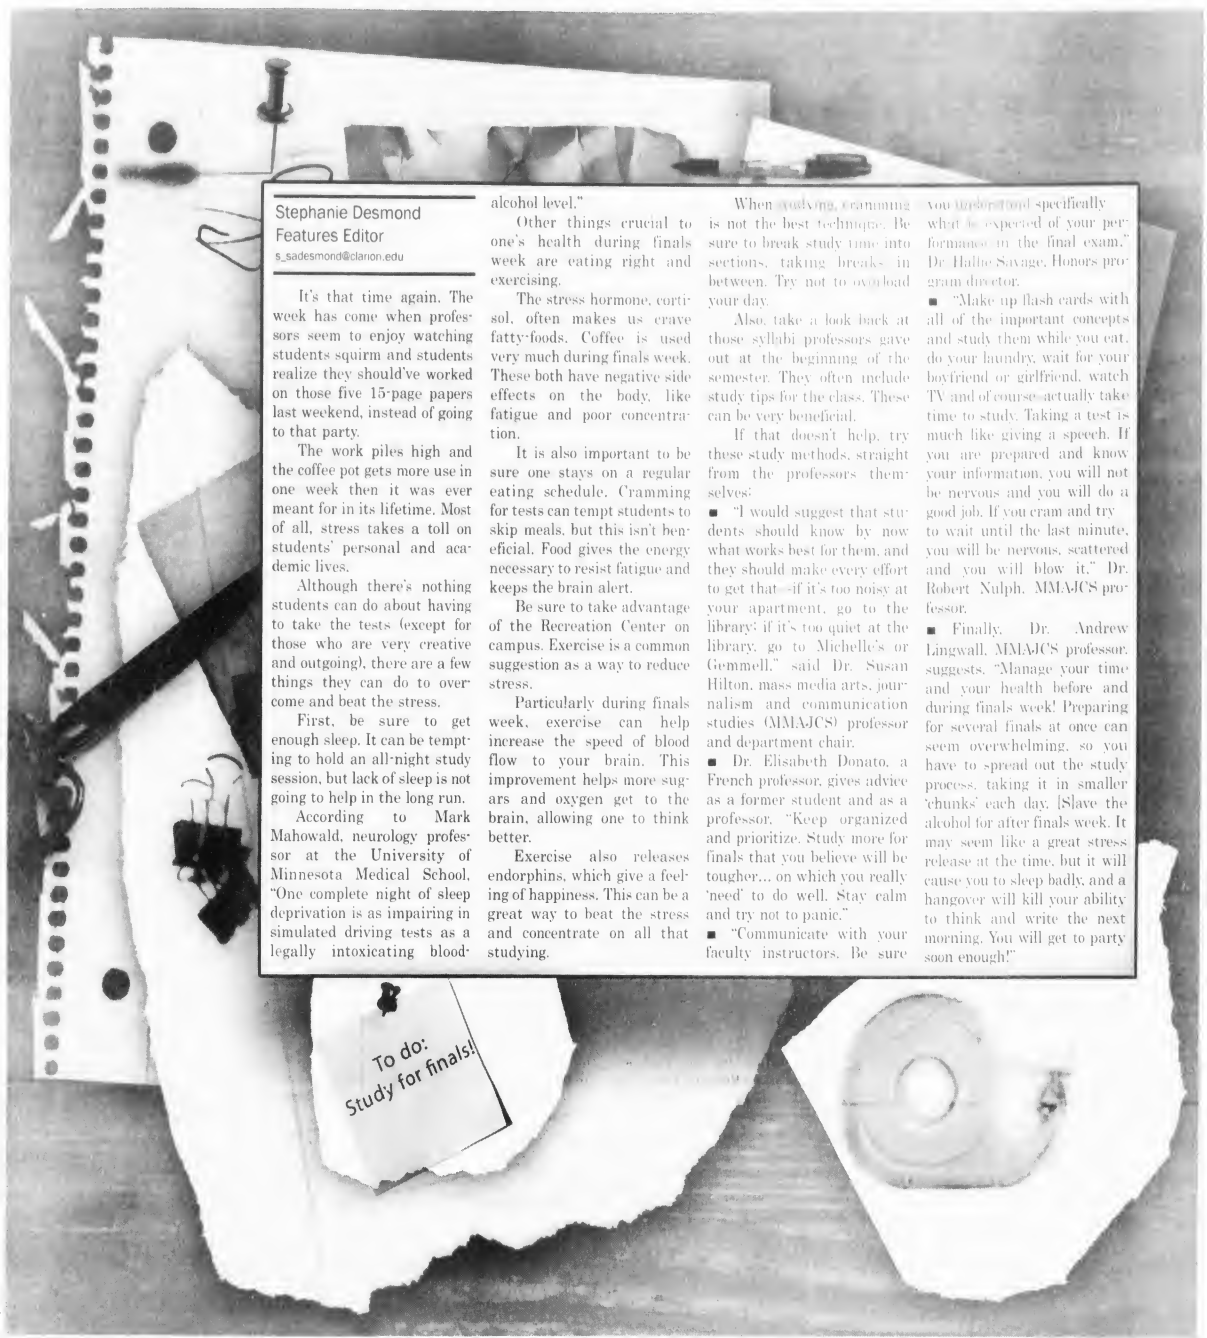 Stephanie Desmond
Features Editor
s_sadesmond@clarion.edu
It's that time again. The
week has come when profes-
sors seem to enjoy watching
students squirm and students
realize they should've worked
on those five 15-page papers
last weekend, instead of going
to that party.
The work piles high and
the coffee pot gets more use in
one week then it was ever
meant for in its lifetime. Most
of all, stress takes a toll on
students' personal and aca-
demic lives.
Although there's nothing
students can do about having
to take the tests (except for
those who are very creative
and outgoing), there are a few
things they can do to over-
come and beat the stress.
First, be sure to get
enough sleep. It can be tempt-
ing to hold an all-night study
session, but lack of sleep is not
going to help in the long run.
According to Mark
Mahowald, neurology profes-
sor at the University of
Minnesota Medical School,
"One complete night of sleep
deprivation is as impairing in
simulated driving tests as a
legally intoxicating blood-
alcohol level."
Other things crucial to
one's health during finals
week are eating right and
exercising.
The stress hormone, corti-
sol, often makes us crave
fatty-foods. Coffee is used
very much during finals week.
These both have negative side
effects on the body, like
fatigue and poor concentra-
tion.
It is also important to be
sure one stays on a regular
eating schedule. Cramming
for tests can tempt students to
skip meals, but this isn't ben-
eficial. Food gives the energy
necessary to resist fatigue and
keeps the brain alert.
Be sure to take advantage
of the Recreation Center on
campus. Exercise is a common
suggestion as a way to reduce
stress.
Particularly during finals
week, exercise can help
increase the speed of blood
flow to your brain. This
improvement helps more sug-
ars and oxygen get to the
brain, allowing one to think
better.
Exercise also releases
endorphins, which give a feel-
ing of happiness. This can be a
great way to beat the stress
and concentrate on all that
studying.
When studying, cramming
is not the best technique. Be
sure to break study time into
sections, taking breaks in
between. Try not to overload
your day.
Also, take a look back at
those syllabi professors gave
out at the beginning of the
semester. They often include
study tips for the class. These
can be very beneficial.
If that doesn't help, try
these study methods, straight
from the professors them-
selves:
■ "I would suggest that stu-
dents should know by now
what works best for them, and
they should make every effort
to get that--if it's too noisy at
your apartment, go to the
library; if it's too quiet at the
library, go to Michelle's or
Gemmell," said Dr. Susan
Hilton, mass media arts, jour-
nalism and communication
studies (MMAJCS) professor
and department chair.
■ Dr. Elisabeth Donato, a
French professor, gives advice
as a former student and as a
professor, "Keep organized
and prioritize. Study more for
finals that you believe will be
tougher... on which you really
'need' to do well. Stay calm
and try not to panic."
■ "Communicate with your
faculty instructors. Be sure
you understand specifically
what is expected of your per-
formance in the final exam,"
Dr. Hallie Savage, Honors pro-
gram director.
■ "Make up flash cards with
all of the important concepts
and study them while you eat,
do your laundry, wait for your
boyfriend or girlfriend, watch
TV and of course actually take
time to study. Taking a test is
much like giving a speech. If
you are prepared and know
your information, you will not
be nervous and you will do a
good job. If you cram and try
to wait until the last minute,
you will be nervous, scattered
and you will blow it," Dr.
Robert Nulph, MMAJCS pro-
fessor.
■ Finally, Dr. Andrew
Lingwall, MMAJCS professor,
suggests, "Manage your time
and your health before and
during finals week! Preparing
for several finals at once can
seem overwhelming, so you
have to spread out the study
process, taking it in smaller
'chunks' each day. [S]ave the
alcohol for after finals week. It
may seem like a great stress
release at the time, but it will
cause you to sleep badly, and a
hangover will kill your ability
to think and write the next
morning. You will get to party
soon enough!"
To do:
Study for finals!